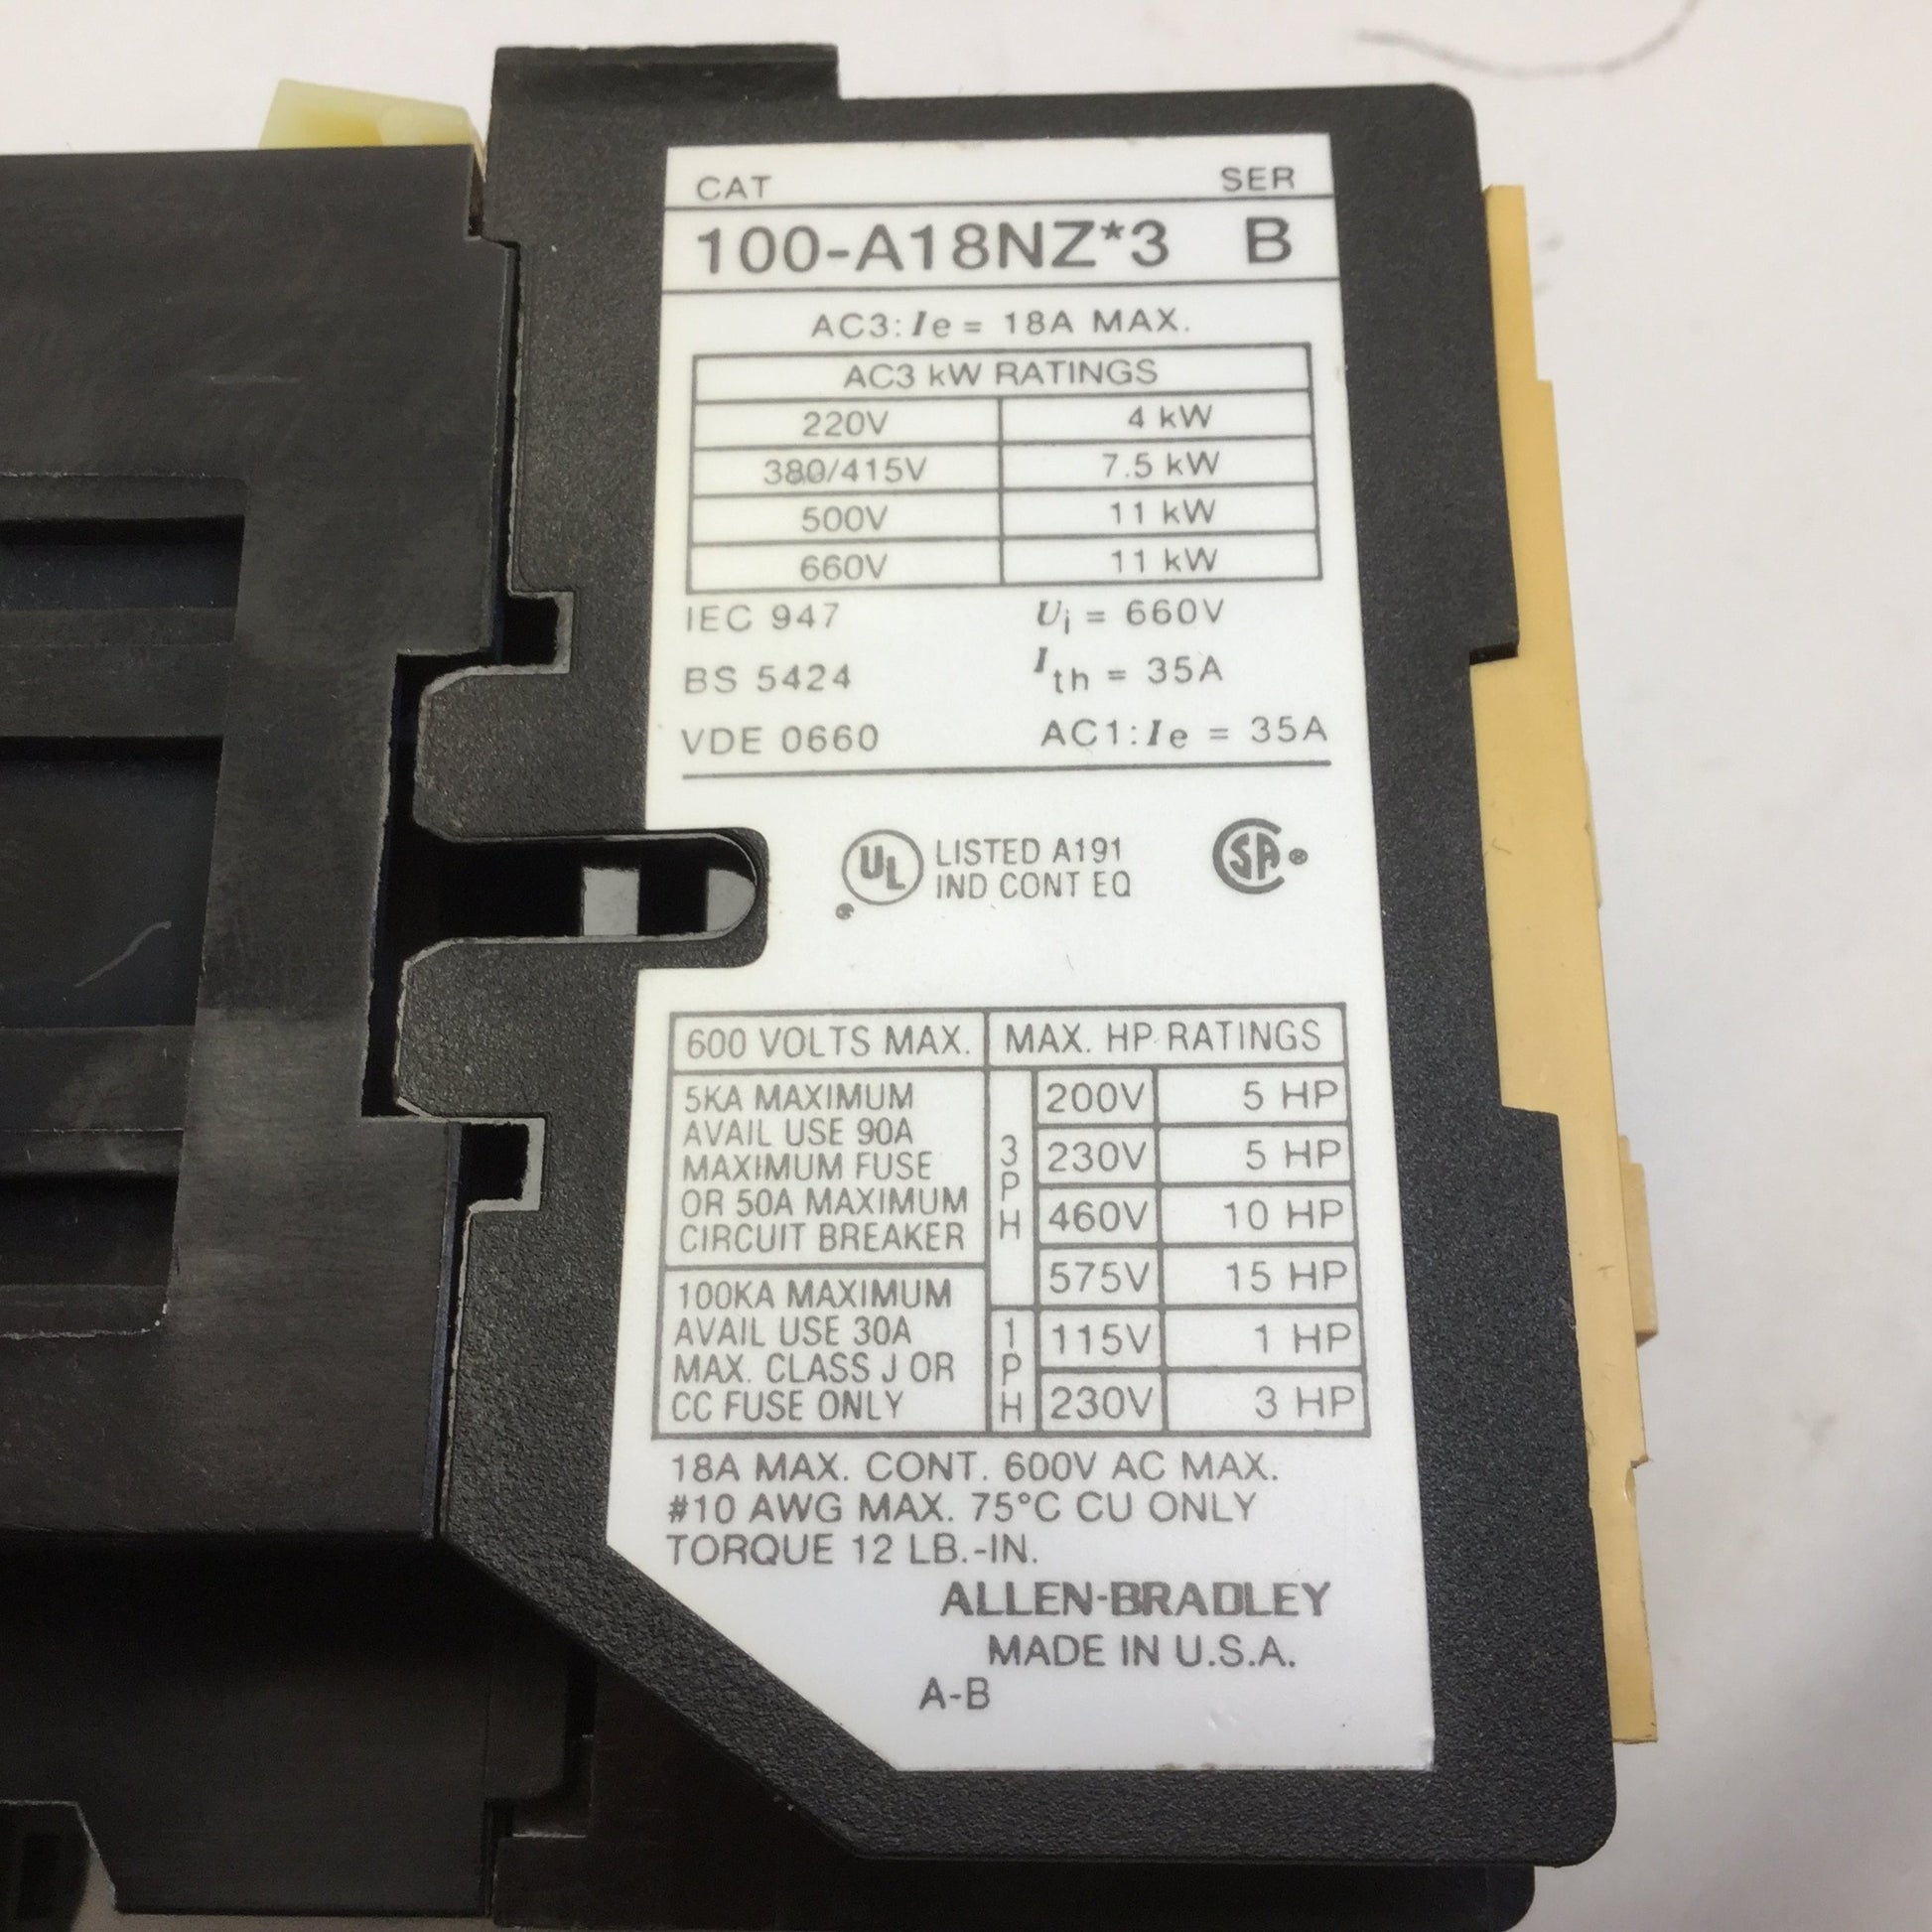 CAT SER
100-A18NZ*3 B
AC3:Ie = 18A MAX.
AC3 kW RATINGS
220V 4 kW
380/415V 7.5 kW
500V 11 kW
660V 11 kW
IEC 947 Ui = 660V
BS 5424 Ith = 35A
VDE 0660 AC1:Ie = 35A
UL LISTED A191 SA®
® IND CONT EQ
600 VOLTS MAX.
5KA MAXIMUM
AVAIL USE 90A
MAXIMUM FUSE
OR 50A MAXIMUM
CIRCUIT BREAKER
100KA MAXIMUM
AVAIL USE 30A
MAX. CLASS J OR
CC FUSE ONLY
MAX. HP RATINGS
3PH
200V 5 HP
230V 5 HP
460V 10 HP
575V 15 HP
1PH
115V 1 HP
230V 3 HP
18A MAX. CONT. 600V AC MAX.
#10 AWG MAX. 75°C CU ONLY
TORQUE 12 LB.-IN.
ALLEN-BRADLEY
MADE IN U.S.A.
A-B